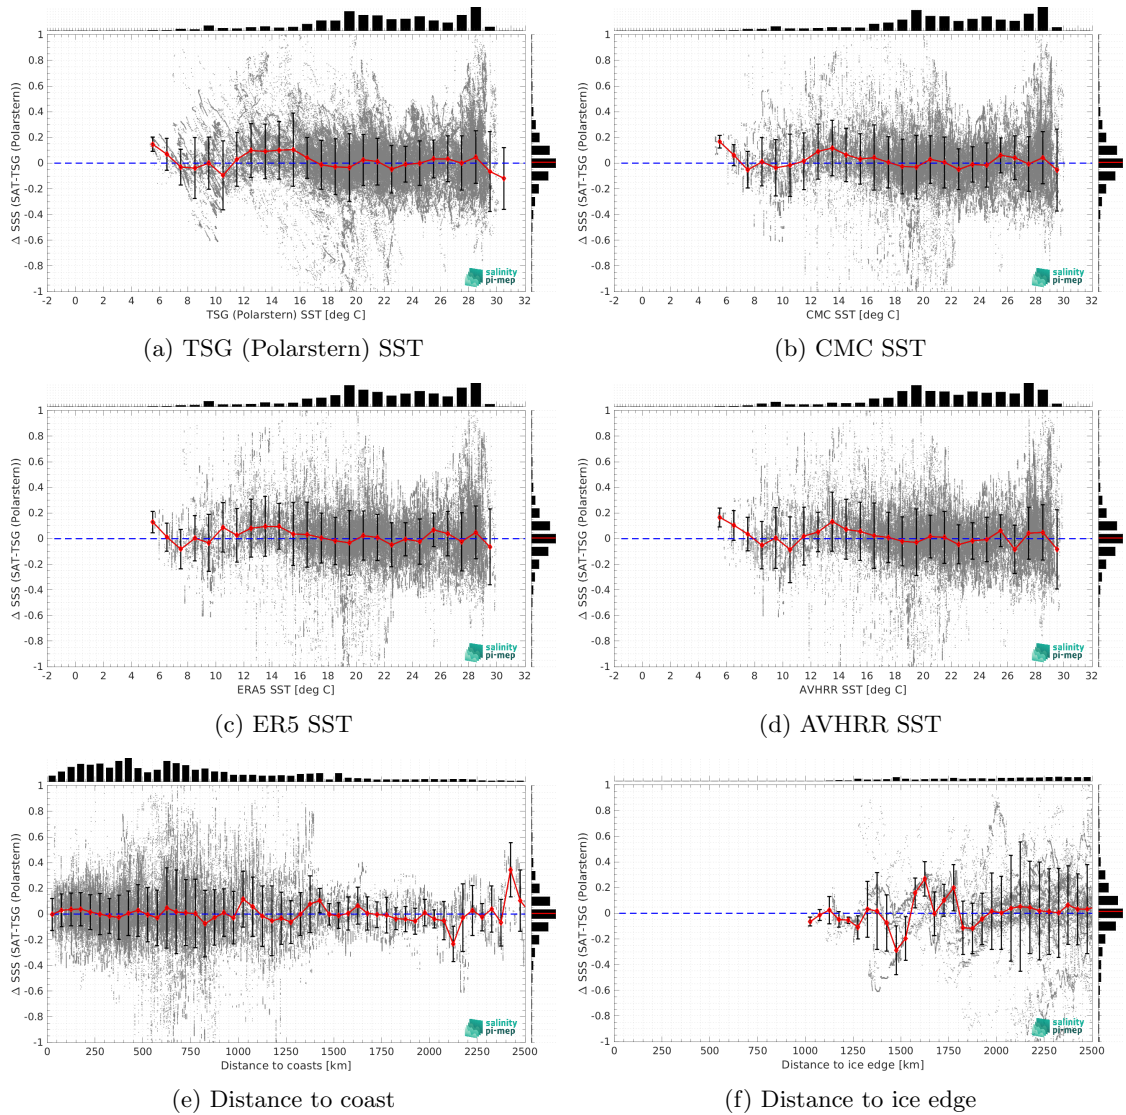 Δ SSS (SAT-TSG (Polarstern))
1
0.8
0.6
0.4
0.2
0
-0.2
-0.4
-0.6
-0.8
-1
salinity
pi-mep
-2 0 2 4 6 8 10 12 14 16 18 20 22 24 26 28 30 32
TSG (Polarstern) SST [deg C]
(a) TSG (Polarstern) SST
Δ SSS (SAT-TSG (Polarstern))
1
0.8
0.6
0.4
0.2
0
-0.2
-0.4
-0.6
-0.8
-1
salinity
pi-mep
-2 0 2 4 6 8 10 12 14 16 18 20 22 24 26 28 30 32
CMC SST [deg C]
(b) CMC SST
Δ SSS (SAT-TSG (Polarstern))
1
0.8
0.6
0.4
0.2
0
-0.2
-0.4
-0.6
-0.8
-1
salinity
pi-mep
-2 0 2 4 6 8 10 12 14 16 18 20 22 24 26 28 30 32
ERA5 SST [deg C]
(c) ER5 SST
Δ SSS (SAT-TSG (Polarstern))
1
0.8
0.6
0.4
0.2
0
-0.2
-0.4
-0.6
-0.8
-1
salinity
pi-mep
-2 0 2 4 6 8 10 12 14 16 18 20 22 24 26 28 30 32
AVHRR SST [deg C]
(d) AVHRR SST
Δ SSS (SAT-TSG (Polarstern))
1
0.8
0.6
0.4
0.2
0
-0.2
-0.4
-0.6
-0.8
-1
salinity
pi-mep
0 250 500 750 1000 1250 1500 1750 2000 2250 2500
Distance to coasts [km]
(e) Distance to coast
Δ SSS (SAT-TSG (Polarstern))
1
0.8
0.6
0.4
0.2
0
-0.2
-0.4
-0.6
-0.8
-1
salinity
pi-mep
0 250 500 750 1000 1250 1500 1750 2000 2250 2500
Distance to ice edge [km]
(f) Distance to ice edge